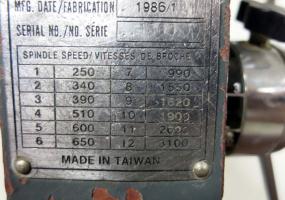 MFG. DATE/FABRICATION 1986/1
SERIAL NO./NO. SÉRIE
SPINDLE SPEED/VITESSES DE BROCHE
1 250 7 990
2 340 8 1550
3 390 9 1620
4 510 10 1900
5 600 11
6 650 12 3100
MADE IN TAIWAN